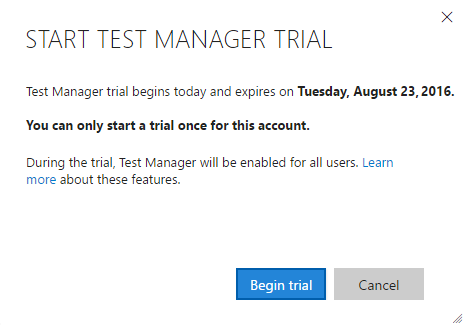 START TEST MANAGER TRIAL
Test Manager trial begins today and expires on Tuesday, August 23, 2016.
You can only start a trial once for this account.
During the trial, Test Manager will be enabled for all users. Learn
more about these features.
Begin trial
Cancel